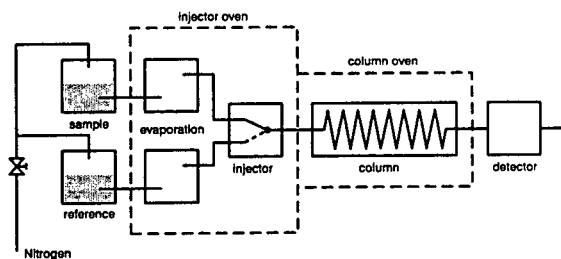 injector oven
column oven
sample
evaporation
injector
column
detector
reference
Nitrogen